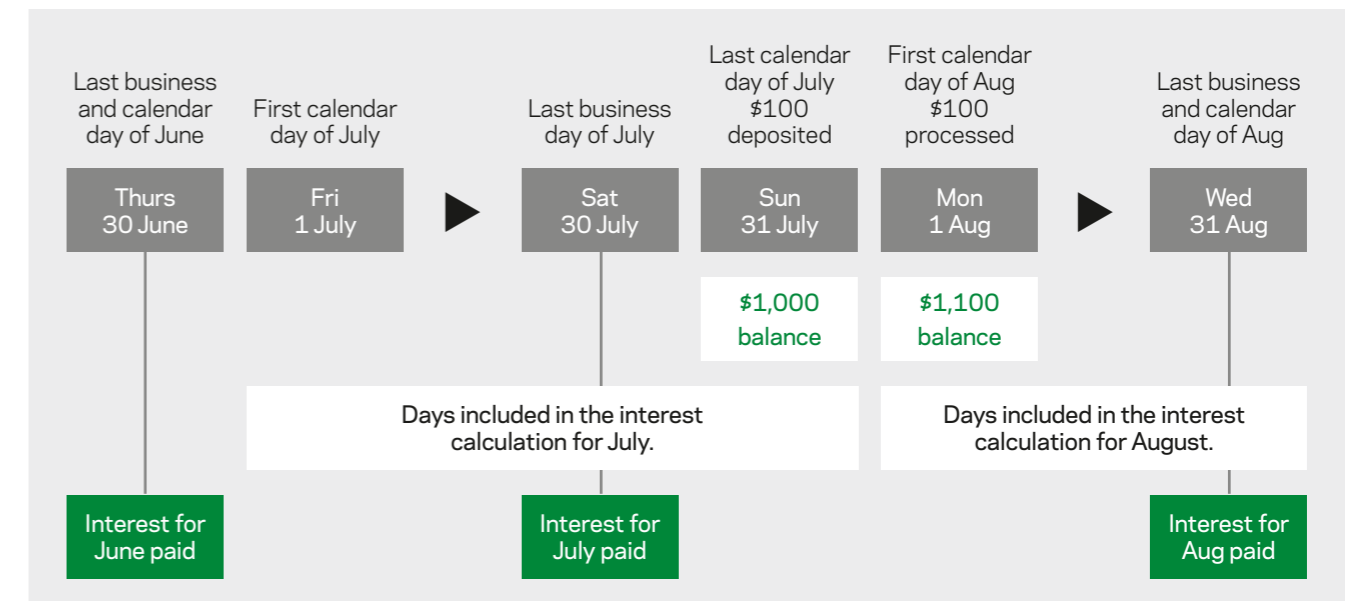 Last business
and calendar
day of June
First calendar
day of July
Last business
day of July
Last calendar
day of July
$100
deposited
First calendar
day of Aug
$100
processed
Last business
and calendar
day of Aug
Thurs
30 June
Fri
1 July
Sat
30 July
Sun
31 July
Mon
1 Aug
Wed
31 Aug
$1,000
balance
$1,100
balance
Days included in the interest
calculation for July.
Days included in the interest
calculation for August.
Interest for
June paid
Interest for
July paid
Interest for
Aug paid